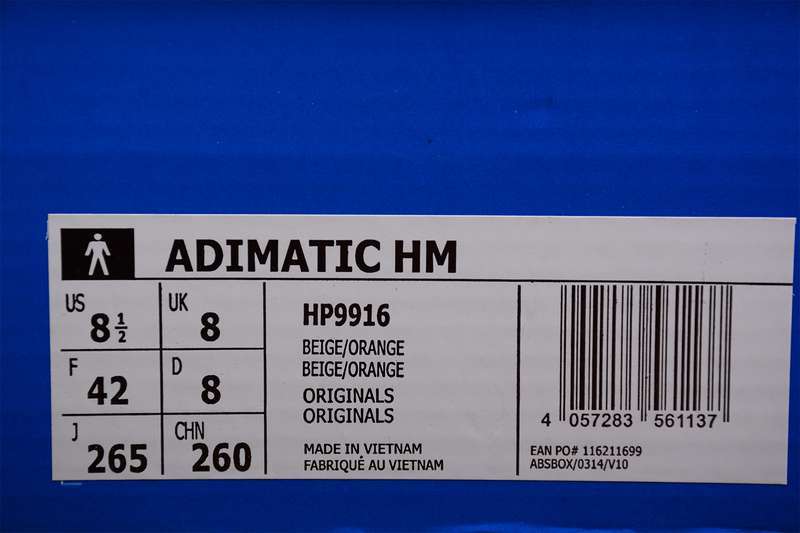 ADIMATIC HM
US 8 1/2
UK 8
F 42
D 8
J 265
CHN 260
HP9916
BEIGE/ORANGE
BEIGE/ORANGE
ORIGINALS
ORIGINALS
MADE IN VIETNAM
FABRIQUÉ AU VIETNAM
4 057283 561137
EAN PO# 116211699
ABSBOX/0314/V10